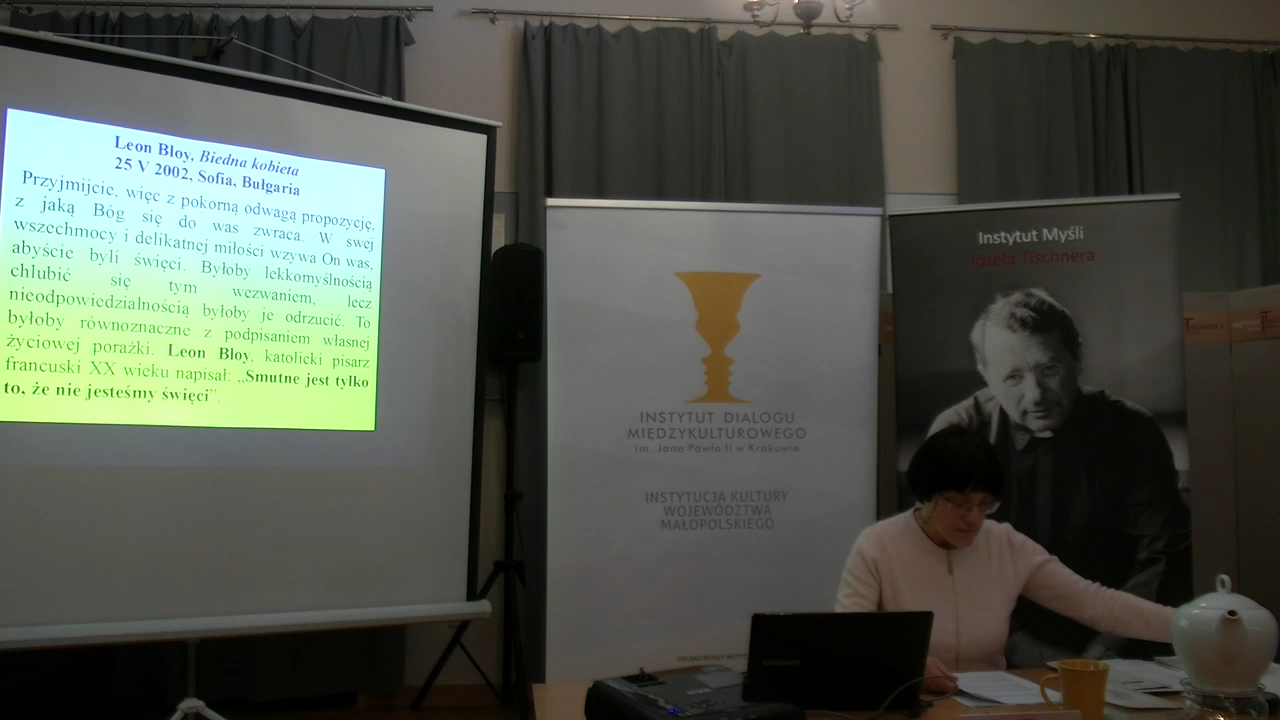 Leon Bloy, Biedna kobieta
25 V 2002, Sofia, Bułgaria
Przyjmijcie, więc z pokorną odwagą propozycję,
z jaką Bóg się do was zwraca. W swej
wszechmocy i delikatnej miłości wzywa On was,
abyście byli święci. Byłoby lekkomyślnością
chlubić się tym wezwaniem, lecz
nieodpowiedzialnością byłoby je odrzucić. To
byłoby równoznaczne z podpisaniem własnej
życiowej porażki. Leon Bloy, katolicki pisarz
francuski XX wieku napisał: „Smutne jest tylko
to, że nie jesteśmy święci”.
INSTYTUT DIALOGU
MIĘDZYKULTUROWEGO
im. Jana Pawła II w Krakowie
INSTYTUCJA KULTURY
WOJEWÓDZTWA
MAŁOPOLSKIEGO
Instytut Myśli
Józefa Tischnera